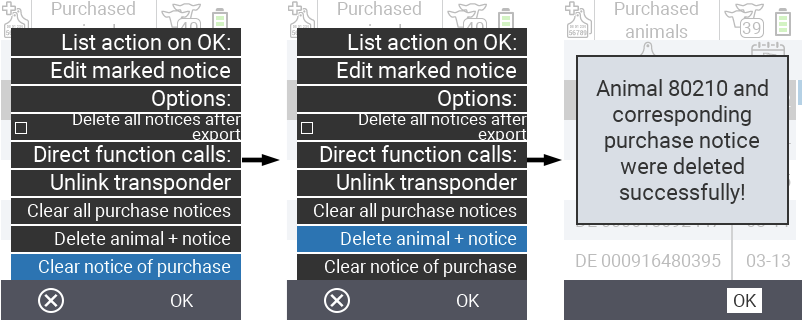 Purchased
40
List action on OK:
Edit marked notice
Options:
Delete all notices after
export
Direct function calls:
Unlink transponder
Clear all purchase notices
Delete animal + notice
Clear notice of purchase
OK
Purchased
40
List action on OK:
Edit marked notice
Options:
Delete all notices after
export
Direct function calls:
Unlink transponder
Clear all purchase notices
Delete animal + notice
Clear notice of purchase
OK
Purchased
animals
39
Animal 80210 and
corresponding
purchase notice
were deleted
successfully!
DE 000916480395 03-13
OK